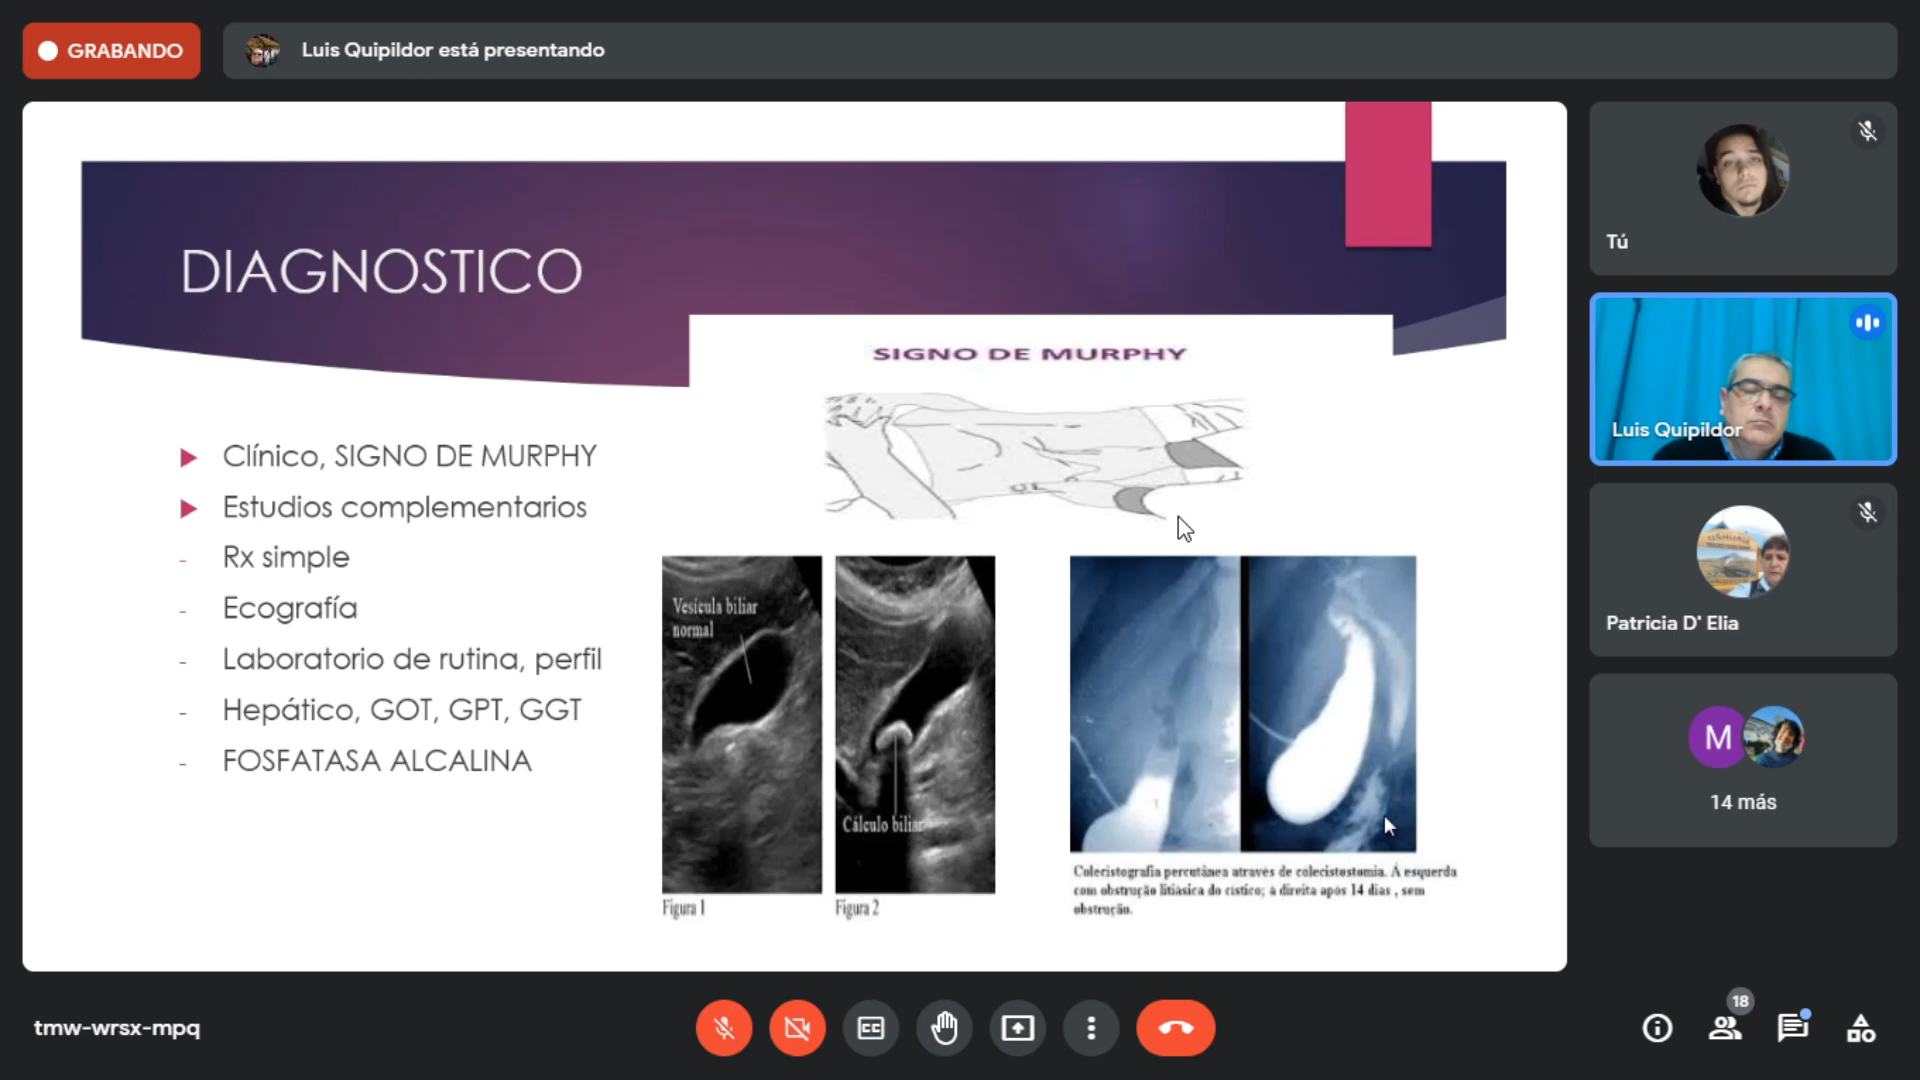 GRABANDO
Luis Quipildor está presentando
DIAGNOSTICO
SIGNO DE MURPHY
Clínico, SIGNO DE MURPHY
Estudios complementarios
- Rx simple
- Ecografía
- Laboratorio de rutina, perfil
- Hepático, GOT, GPT, GGT
- FOSFATASA ALCALINA
Vesícula biliar
normal
Cálculo biliar
Figura 1
Figura 2
Colecistografia percutânea através de colecistostomia. À esquerda
com obstrução litiásica do cístico; à direita após 14 dias , sem
obstrução.
Tú
Luis Quipildor
Patricia D' Elia
M
14 más
tmw-wrsx-mpq
CC
18